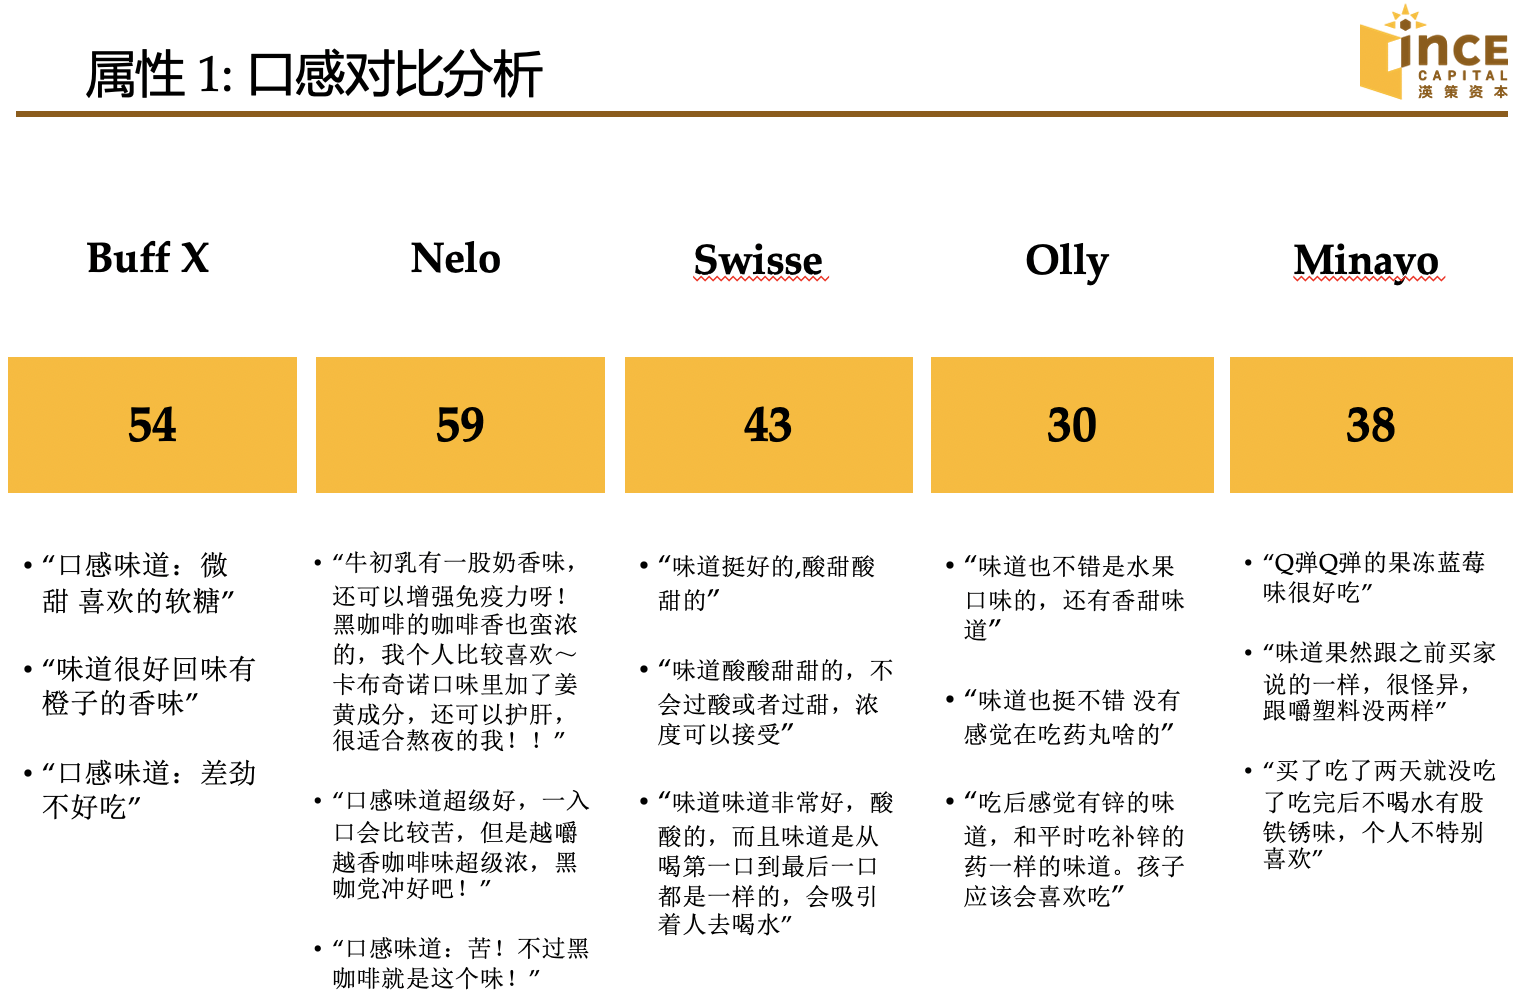 属性 1: 口感对比分析
inCE
CAPITAL
渶策资本
Buff X
Nelo
Swisse
Olly
Minayo
54
59
43
30
38
• “口感味道：微
甜 喜欢的软糖”
• “味道很好回味有
橙子的香味”
• “口感味道：差劲
不好吃”
• “牛初乳有一股奶香味，
还可以增强免疫力呀！
黑咖啡的咖啡香也蛮浓
的，我个人比较喜欢～
卡布奇诺口味里加了姜
黄成分，还可以护肝，
很适合熬夜的我！！”
• “口感味道超级好，一入
口会比较苦，但是越嚼
越香咖啡味超级浓，黑
咖党冲好吧！”
• “口感味道：苦！不过黑
咖啡就是这个味！”
• “味道挺好的,酸甜酸
甜的”
• “味道酸酸甜甜的，不
会过酸或者过甜，浓
度可以接受”
• “味道味道非常好，酸
酸的，而且味道是从
喝第一口到最后一口
都是一样的，会吸引
着人去喝水”
• “味道也不错是水果
口味的，还有香甜味
道”
• “味道也挺不错 没有
感觉在吃药丸啥的”
• “吃后感觉有锌的味
道，和平时吃补锌的
药一样的味道。孩子
应该会喜欢吃”
• “Q弹Q弹的果冻蓝莓
味很好吃”
• “味道果然跟之前买家
说的一样，很怪异，
跟嚼塑料没两样”
• “买了吃了两天就没吃
了吃完后不喝水有股
铁锈味，个人不特别
喜欢”